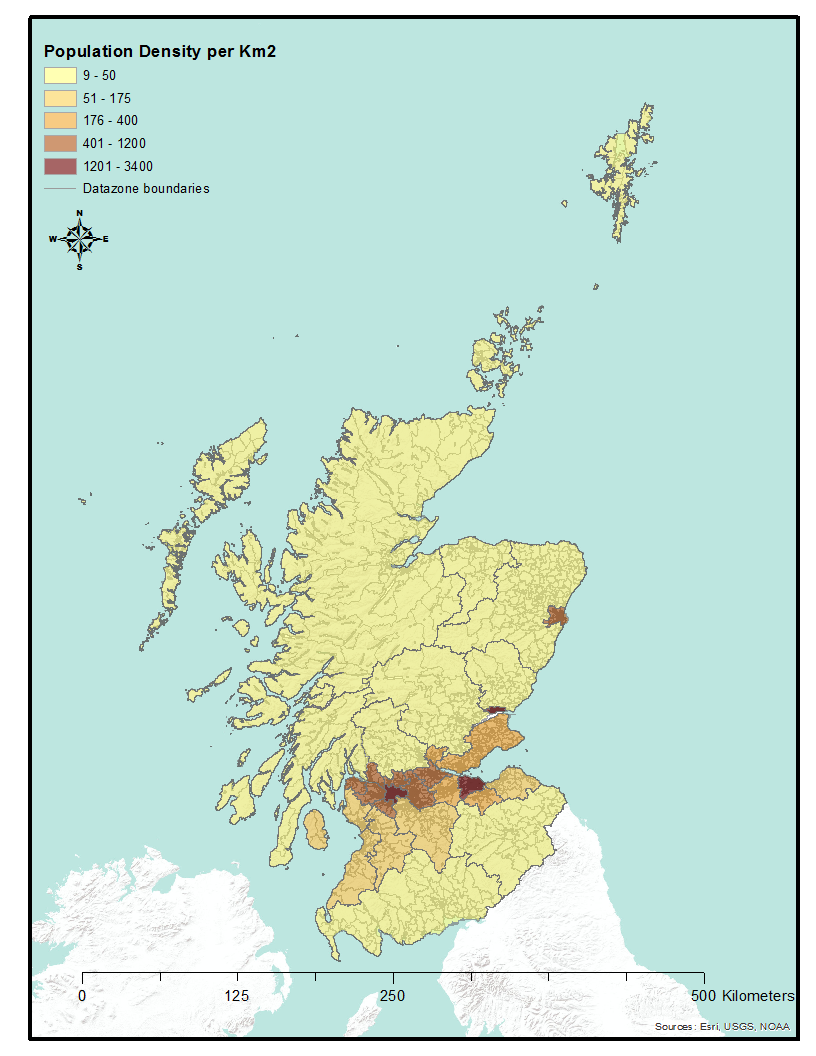 Population Density per Km2
9 - 50
51 - 175
176 - 400
401 - 1200
1201 - 3400
Datazone boundaries
N
W E
S
0 125 250 500 Kilometers
Sources: Esri, USGS, NOAA